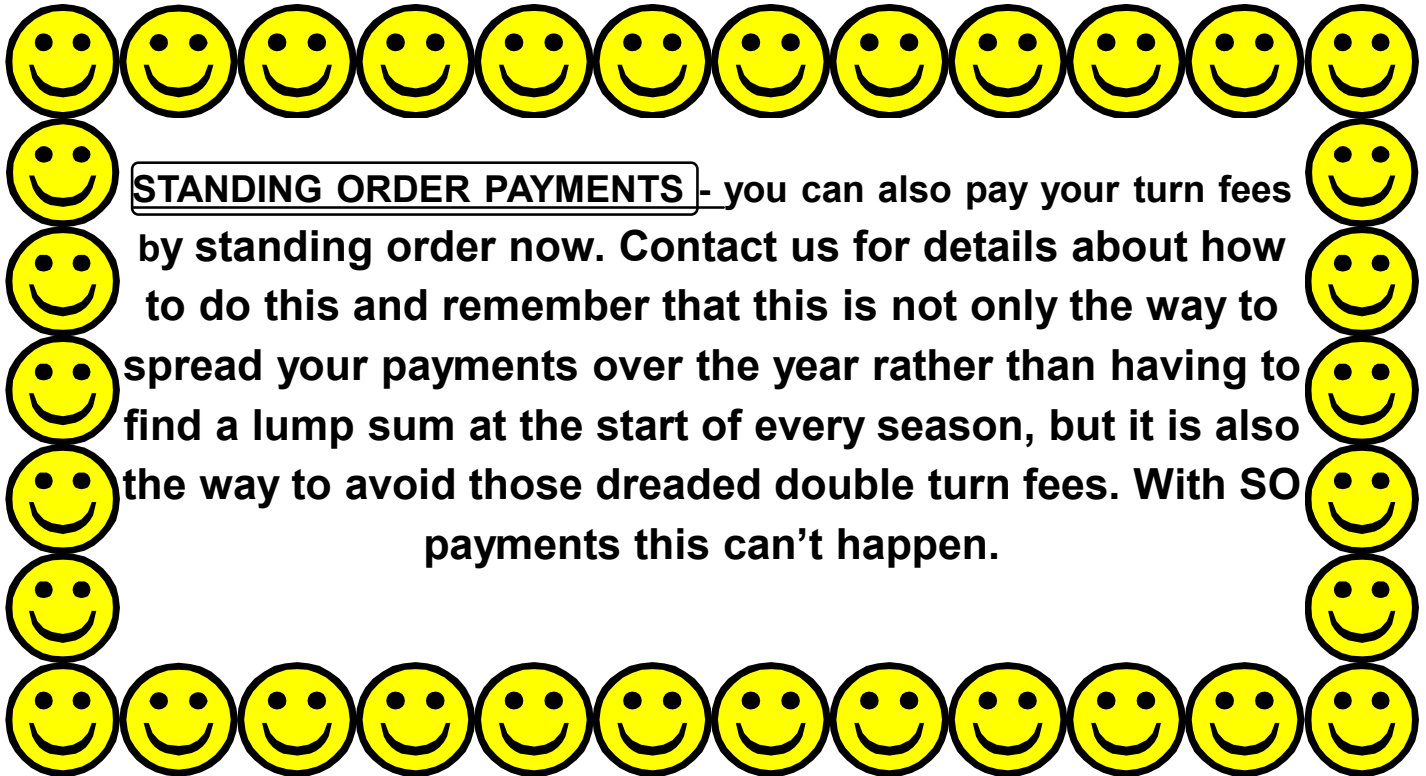 STANDING ORDER PAYMENTS - you can also pay your turn fees
by standing order now. Contact us for details about how
to do this and remember that this is not only the way to
spread your payments over the year rather than having to
find a lump sum at the start of every season, but it is also
the way to avoid those dreaded double turn fees. With SO
payments this can’t happen.